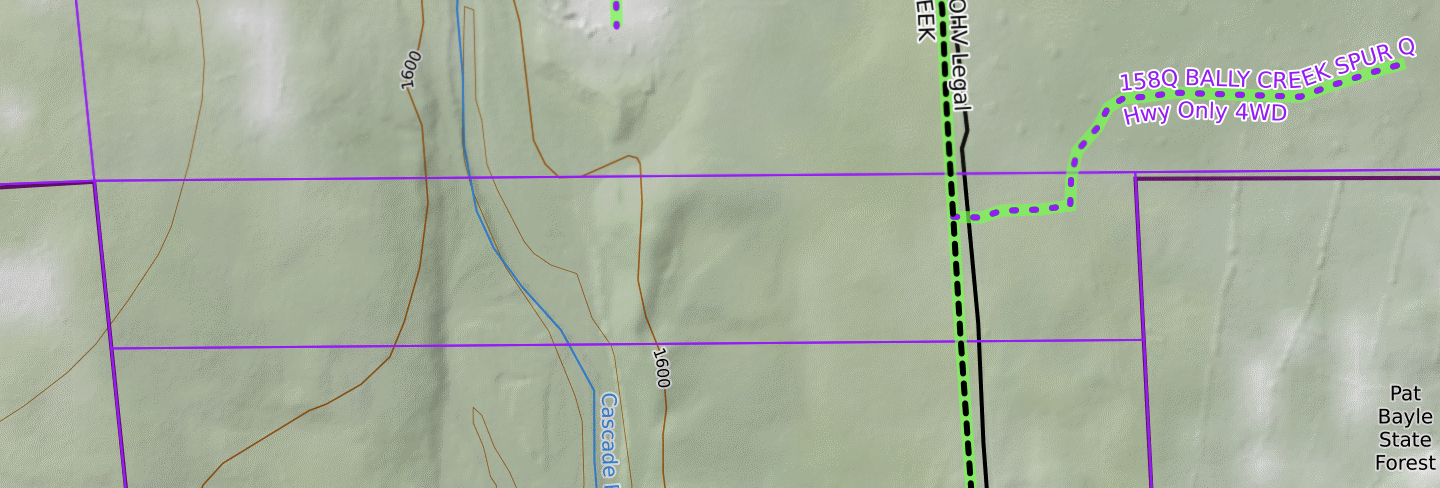 1600
EEK
OHV Legal
158Q BALLY CREEK SPUR Q
Hwy Only 4WD
1600
Cascade
Pat
Bayle
State
Forest